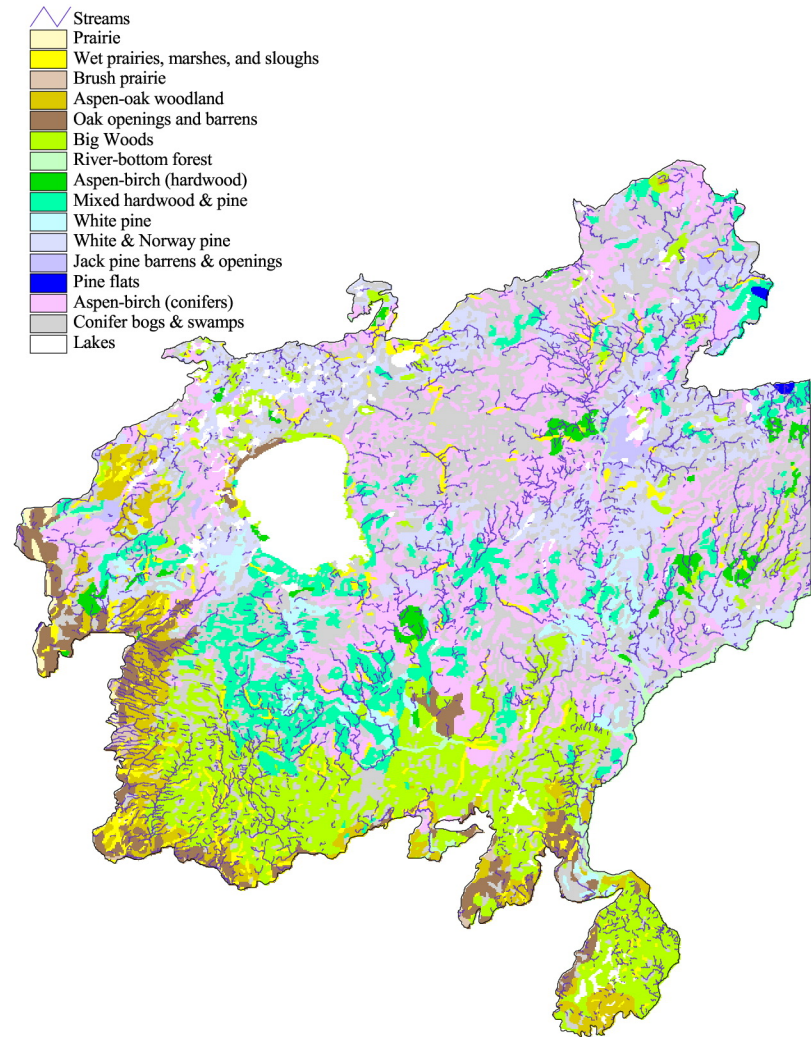 Streams
Prairie
Wet prairies, marshes, and sloughs
Brush prairie
Aspen-oak woodland
Oak openings and barrens
Big Woods
River-bottom forest
Aspen-birch (hardwood)
Mixed hardwood & pine
White pine
White & Norway pine
Jack pine barrens & openings
Pine flats
Aspen-birch (conifers)
Conifer bogs & swamps
Lakes